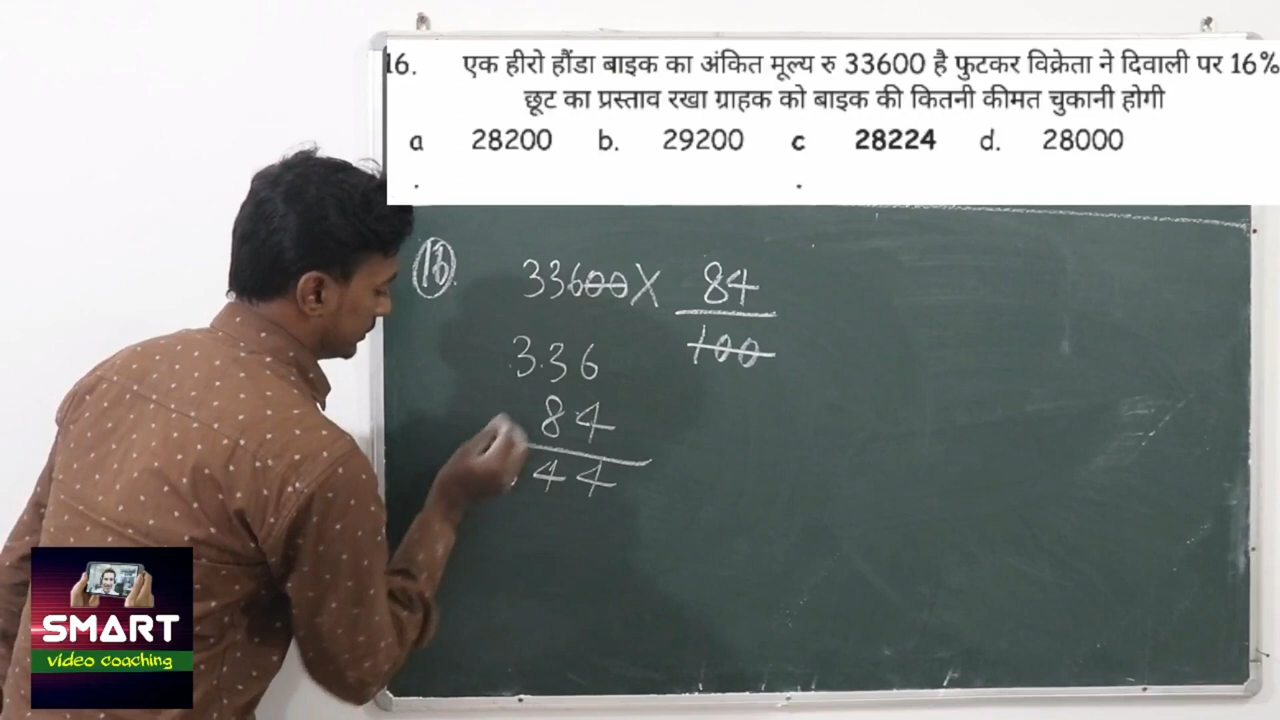 16. एक हीरो हौंडा बाइक का अंकित मूल्य रु 33600 है फुटकर विक्रेता ने दिवाली पर 16%
छूट का प्रस्ताव रखा ग्राहक को बाइक की कितनी कीमत चुकानी होगी
a 28200 b. 29200 c 28224 d. 28000
. .
16.
33600 X 84
100
336
84
44
SMART
video coaching